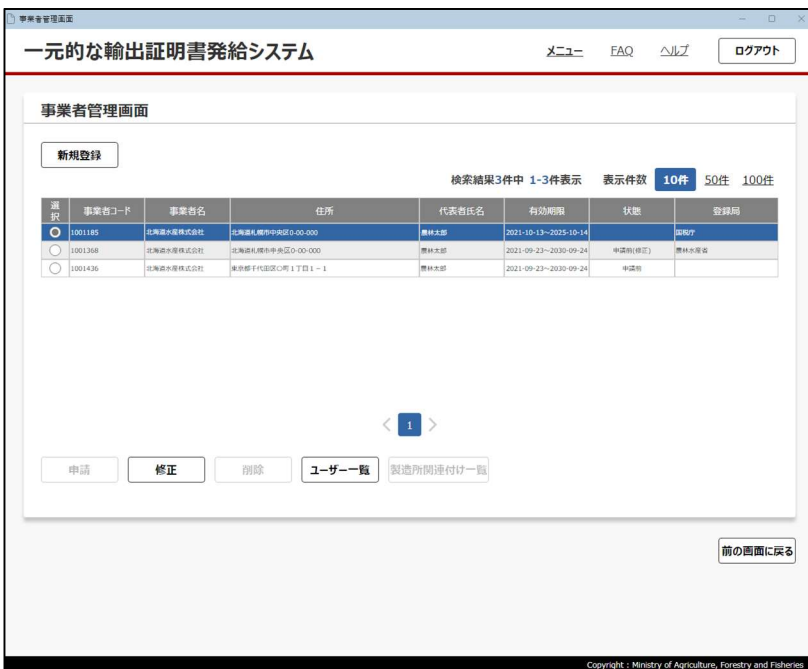 事業者管理画面
一元的な輸出証明書発給システム メニュー FAQ ヘルプ ログアウト
事業者管理画面
新規登録
検索結果3件中 1-3件表示 表示件数 10件 50件 100件
選択 事業者コード 事業者名 住所 代表者氏名 有効期限 状態 登録局
1001185 北海道水産株式会社 北海道札幌市中央区0-00-000 農林太郎 2021-10-13～2025-10-14 国税庁
1001368 北海道水産株式会社 北海道札幌市中央区0-00-000 農林太郎 2021-09-23～2030-09-24 申請前(修正) 農林水産省
1001436 北海道水産株式会社 東京都千代田区〇町1丁目1－1 農林太郎 2021-09-23～2030-09-24 申請前
< 1 >
申請 修正 削除 ユーザー一覧 製造所関連付け一覧
前の画面に戻る
Copyright : Ministry of Agriculture, Forestry and Fisheries